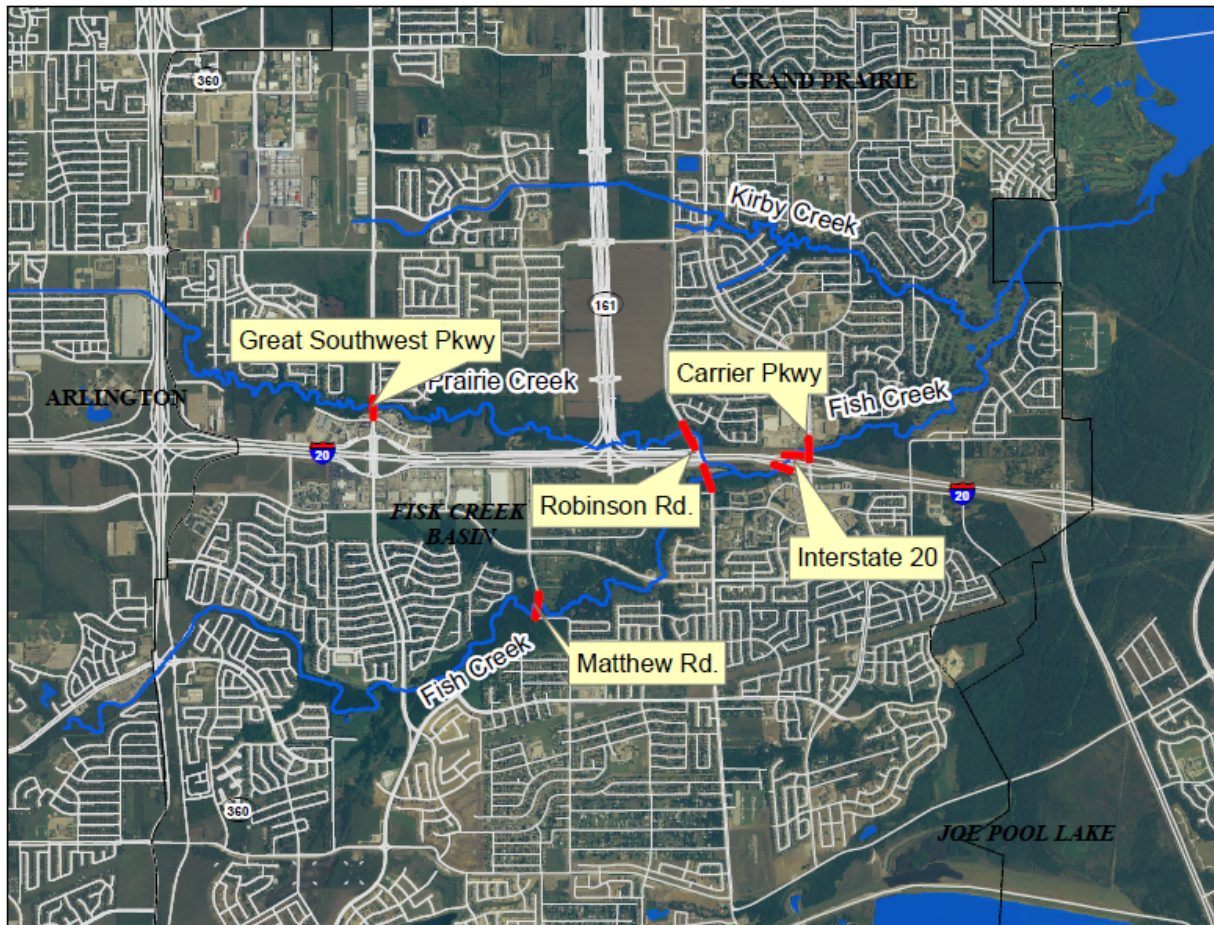 360
GRAND PRAIRIE
Kirby Creek
161
Great Southwest Pkwy
Prairie Creek
Carrier Pkwy
ARLINGTON
Fish Creek
20
Robinson Rd.
20
FISK CREEK
BASIN
Interstate 20
Matthew Rd.
Fish Creek
360
JOE POOL LAKE